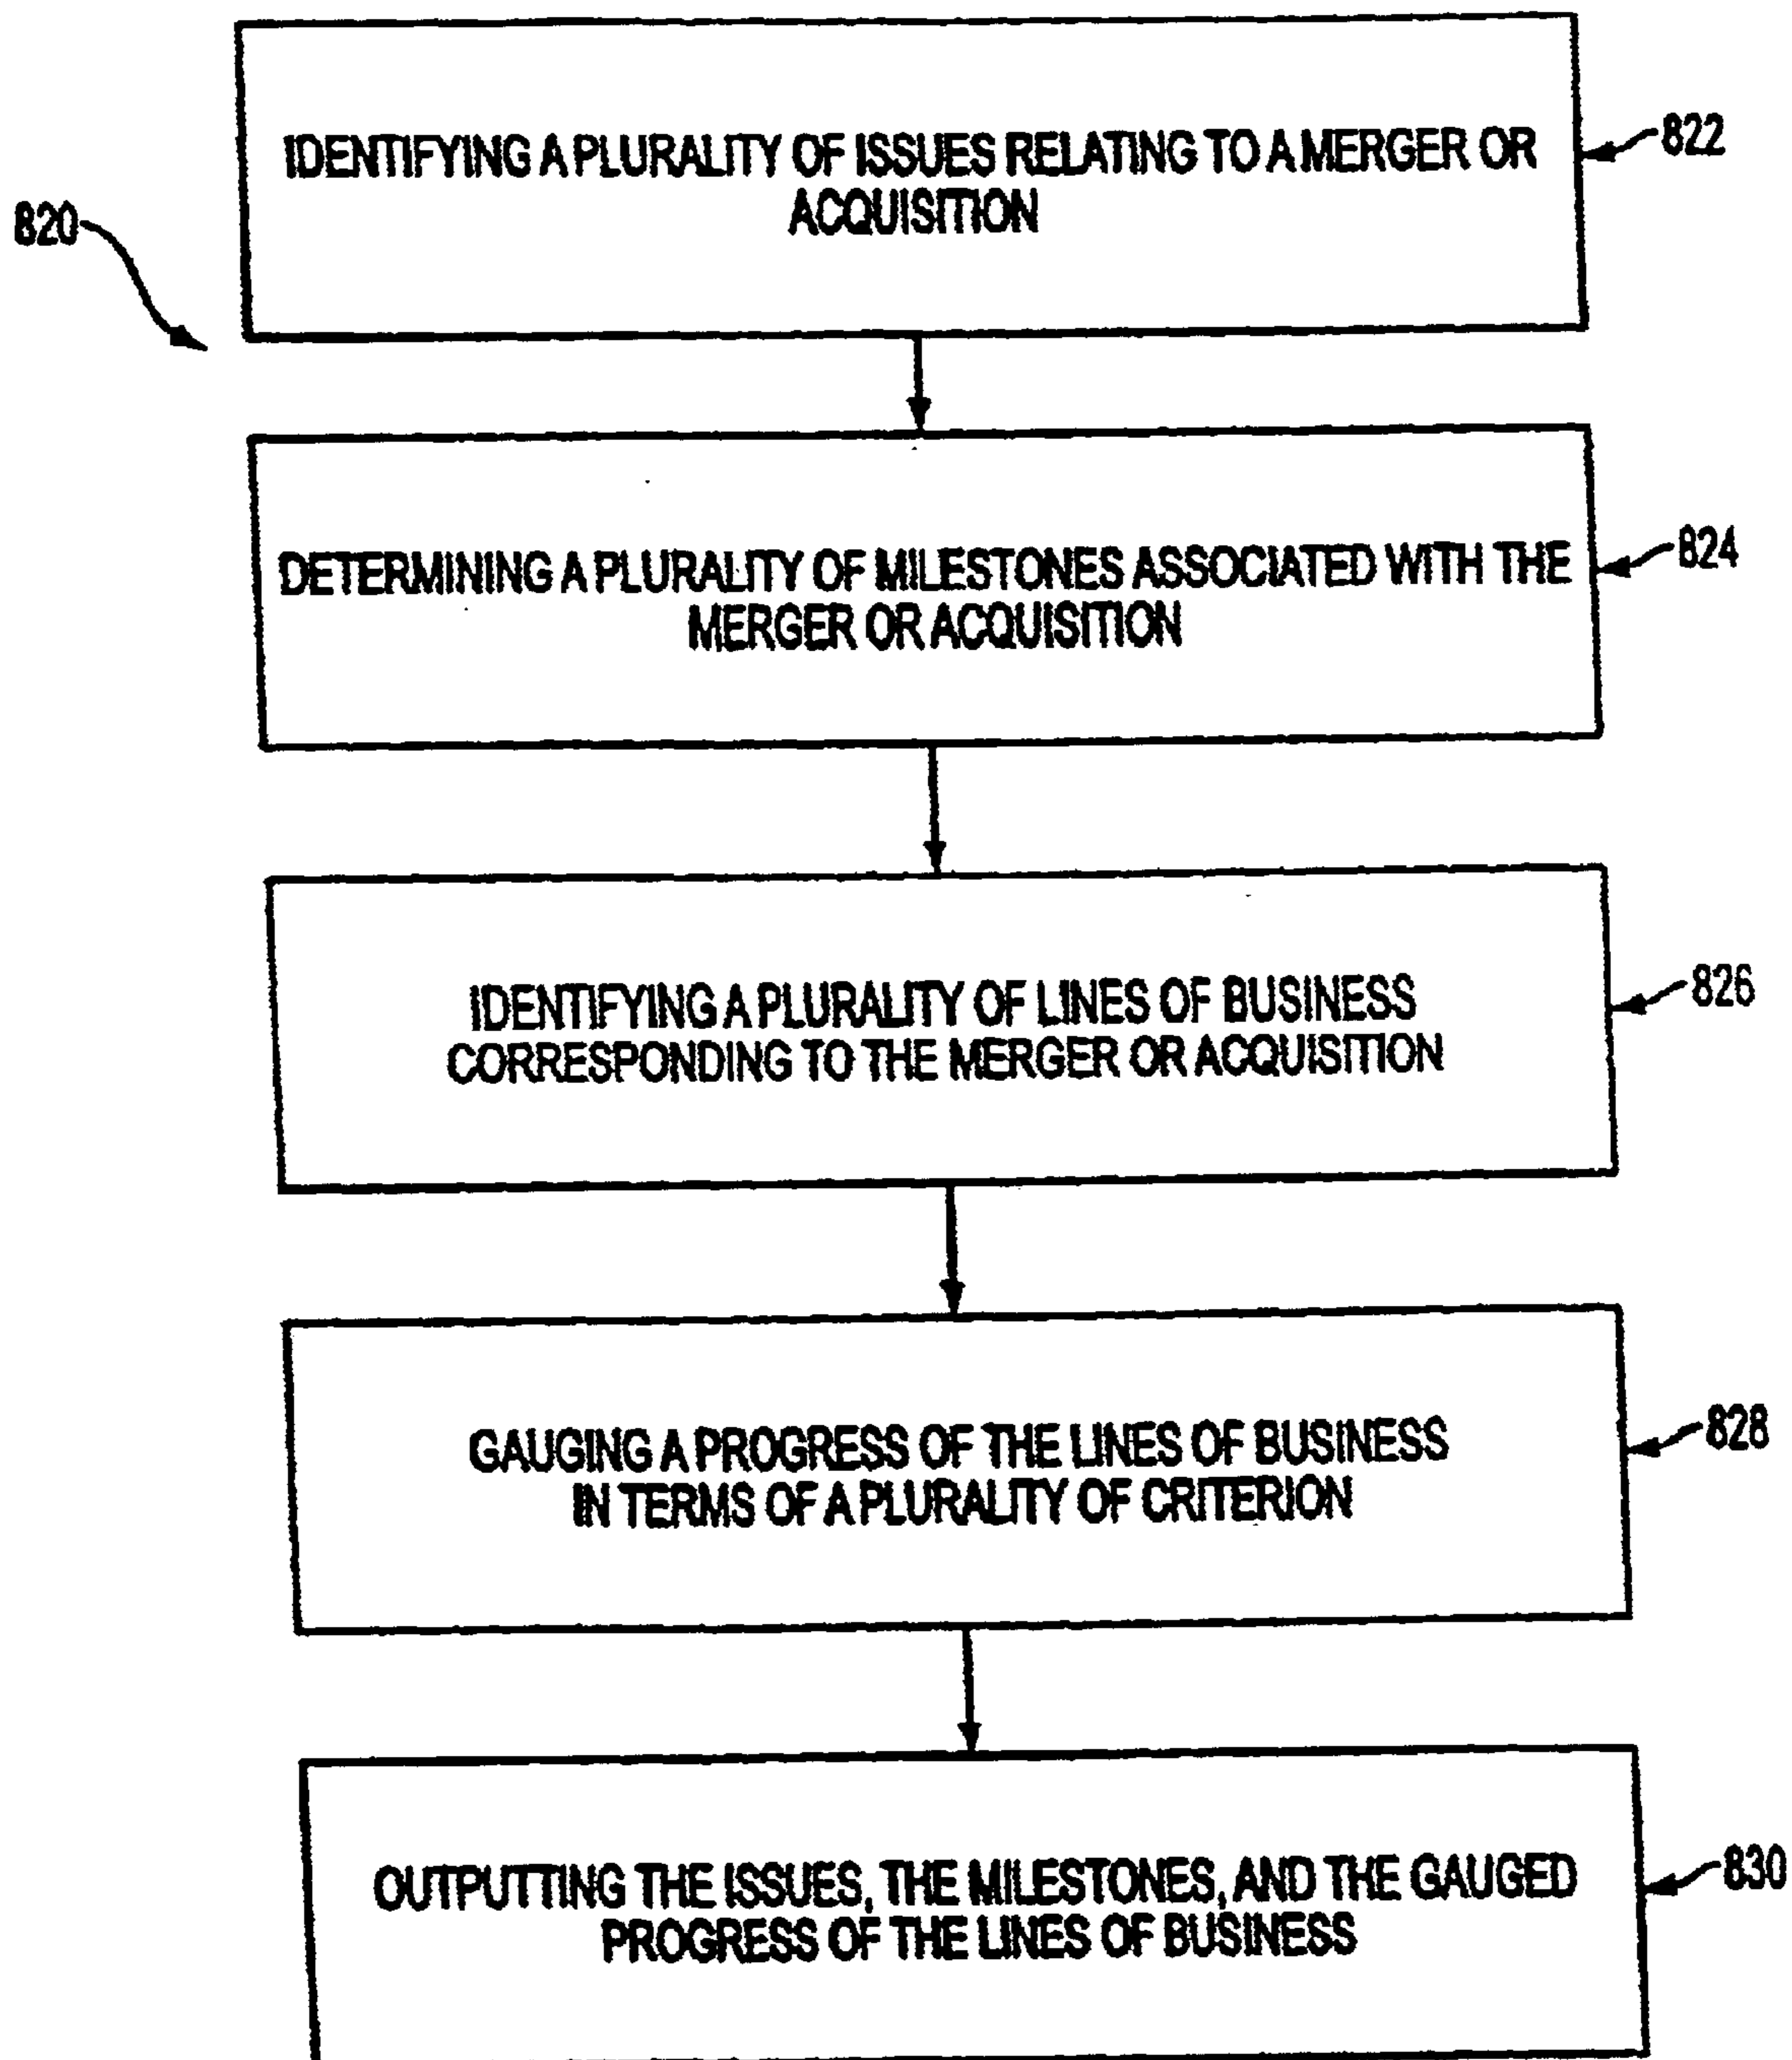 IDENTIFYING A PLURALITY OF ISSUES RELATING TO A MERGER OR
ACQUISITION
822
820
DETERMINING A PLURALITY OF MILESTONES ASSOCIATED WITH THE
MERGER OR ACQUISITION
824
IDENTIFYING A PLURALITY OF LINES OF BUSINESS
CORRESPONDING TO THE MERGER OR ACQUISITION
826
GAUGING A PROGRESS OF THE LINES OF BUSINESS
IN TERMS OF A PLURALITY OF CRITERION
828
OUTPUTTING THE ISSUES, THE MILESTONES, AND THE GAUGED
PROGRESS OF THE LINES OF BUSINESS
830